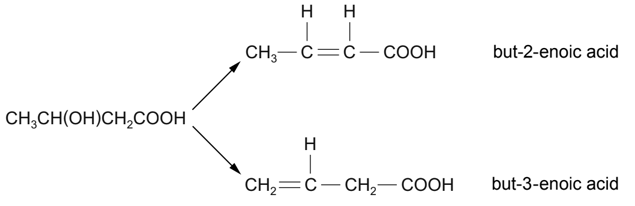 H H
CH₃—C=C—COOH but-2-enoic acid
CH₃CH(OH)CH₂COOH
H
CH₂=C—CH₂—COOH but-3-enoic acid